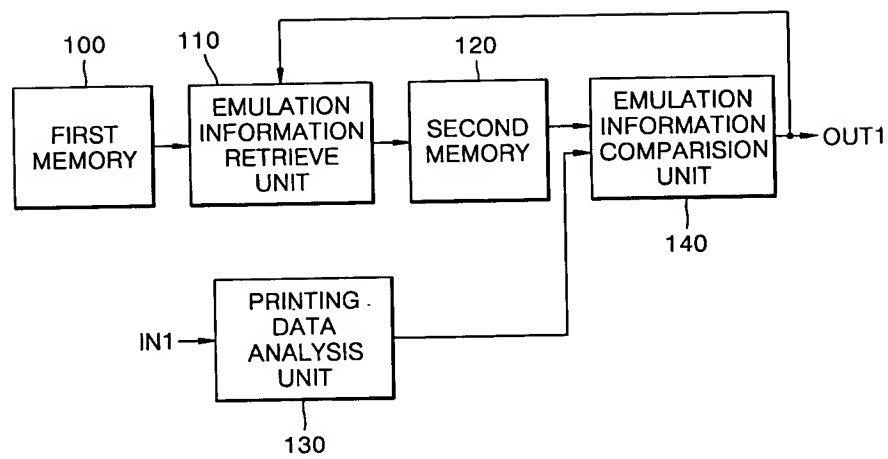 100
110
120
FIRST
MEMORY
EMULATION
INFORMATION
RETRIEVE
UNIT
SECOND
MEMORY
EMULATION
INFORMATION
COMPARISION
UNIT
OUT1
140
IN1
PRINTING
DATA
ANALYSIS
UNIT
130